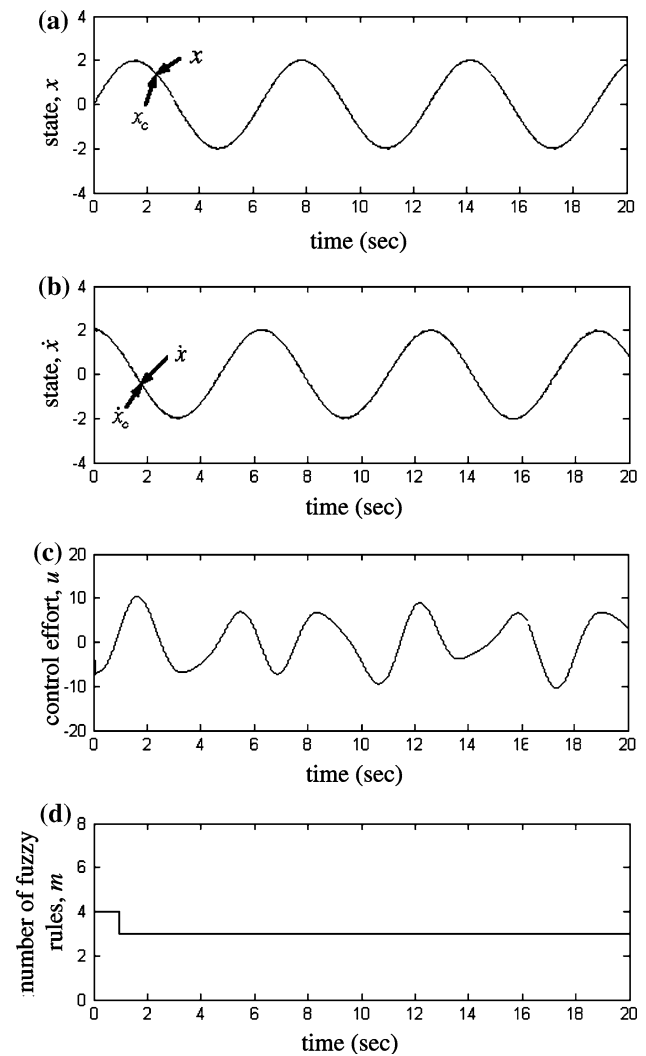 (a)
4
2
0
-2
-4
state, x
x
x_c
0 2 4 6 8 10 12 14 16 18 20
time (sec)
(b)
4
2
0
-2
-4
state, ẋ
ẋ
ẋ_c
0 2 4 6 8 10 12 14 16 18 20
time (sec)
(c)
20
10
0
-10
-20
control effort, u
0 2 4 6 8 10 12 14 16 18 20
time (sec)
(d)
8
6
4
2
0
number of fuzzy
rules, m
0 2 4 6 8 10 12 14 16 18 20
time (sec)